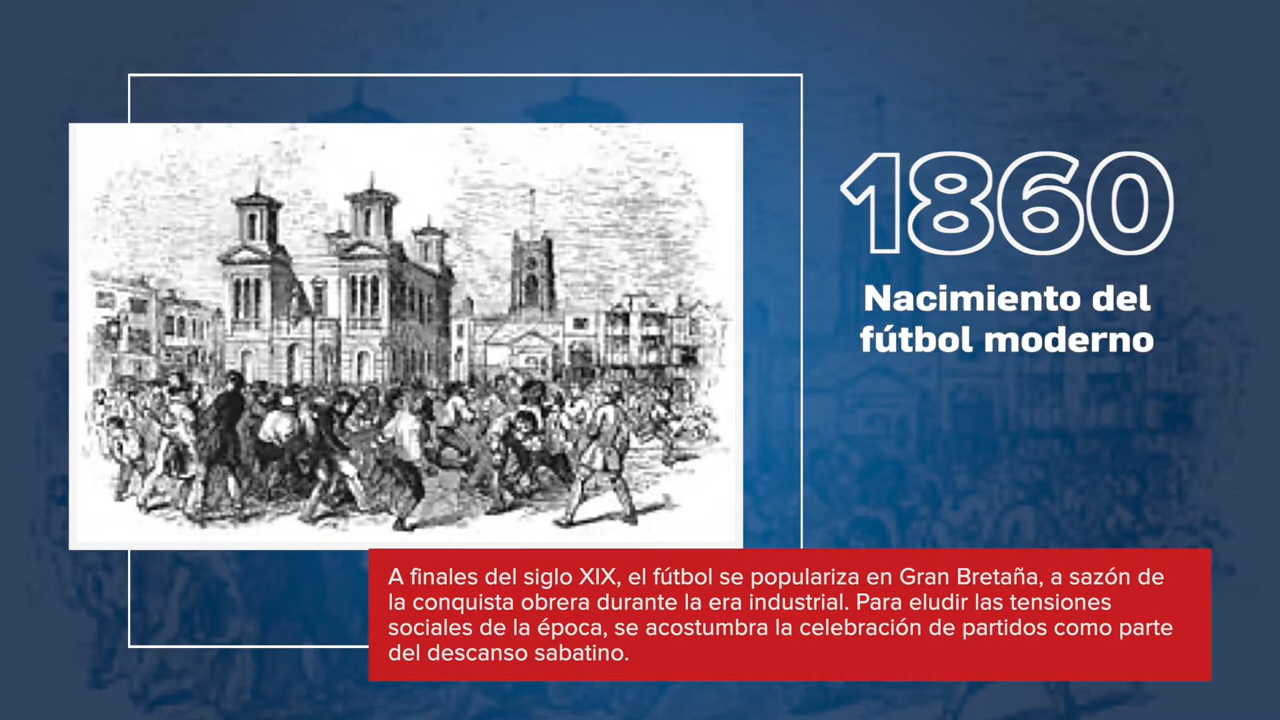 1860
Nacimiento del
fútbol moderno
A finales del siglo XIX, el fútbol se populariza en Gran Bretaña, a sazón de
la conquista obrera durante la era industrial. Para eludir las tensiones
sociales de la época, se acostumbra la celebración de partidos como parte
del descanso sabatino.